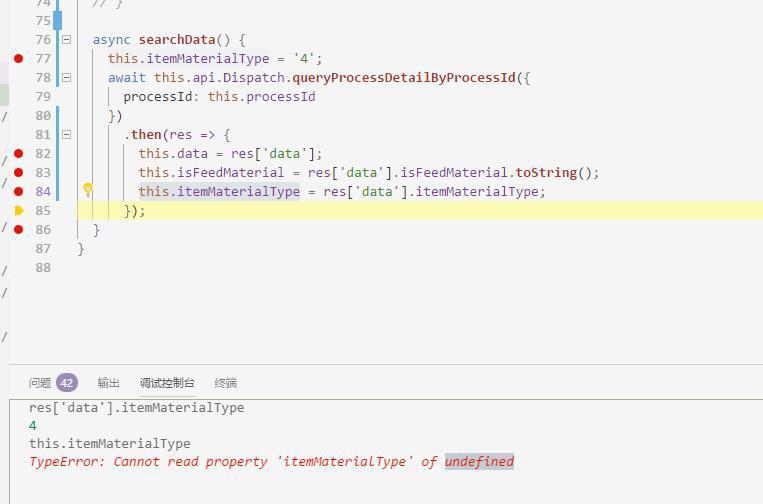 74 // }
75
76 async searchData() {
77 this.itemMaterialType = '4';
78 await this.api.Dispatch.queryProcessDetailByProcessId({
79 processId: this.processId
80 })
81 .then(res => {
82 this.data = res['data'];
83 this.isFeedMaterial = res['data'].isFeedMaterial.toString();
84 this.itemMaterialType = res['data'].itemMaterialType;
85 });
86 }
87 }
88
问题 42 输出 调试控制台 终端
res['data'].itemMaterialType
4
this.itemMaterialType
TypeError: Cannot read property 'itemMaterialType' of undefined